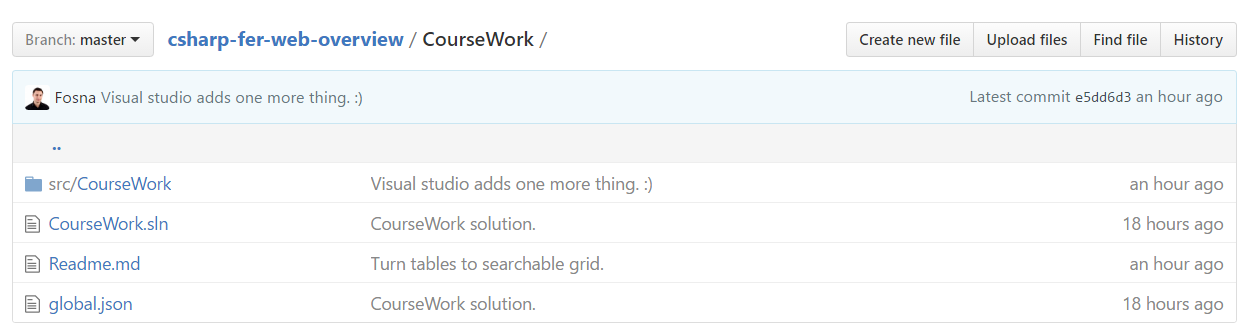 Branch: master csharp-fer-web-overview / CourseWork / Create new file Upload files Find file History
Fosna Visual studio adds one more thing. :) Latest commit e5dd6d3 an hour ago
..
src/CourseWork Visual studio adds one more thing. :) an hour ago
CourseWork.sln CourseWork solution. 18 hours ago
Readme.md Turn tables to searchable grid. an hour ago
global.json CourseWork solution. 18 hours ago